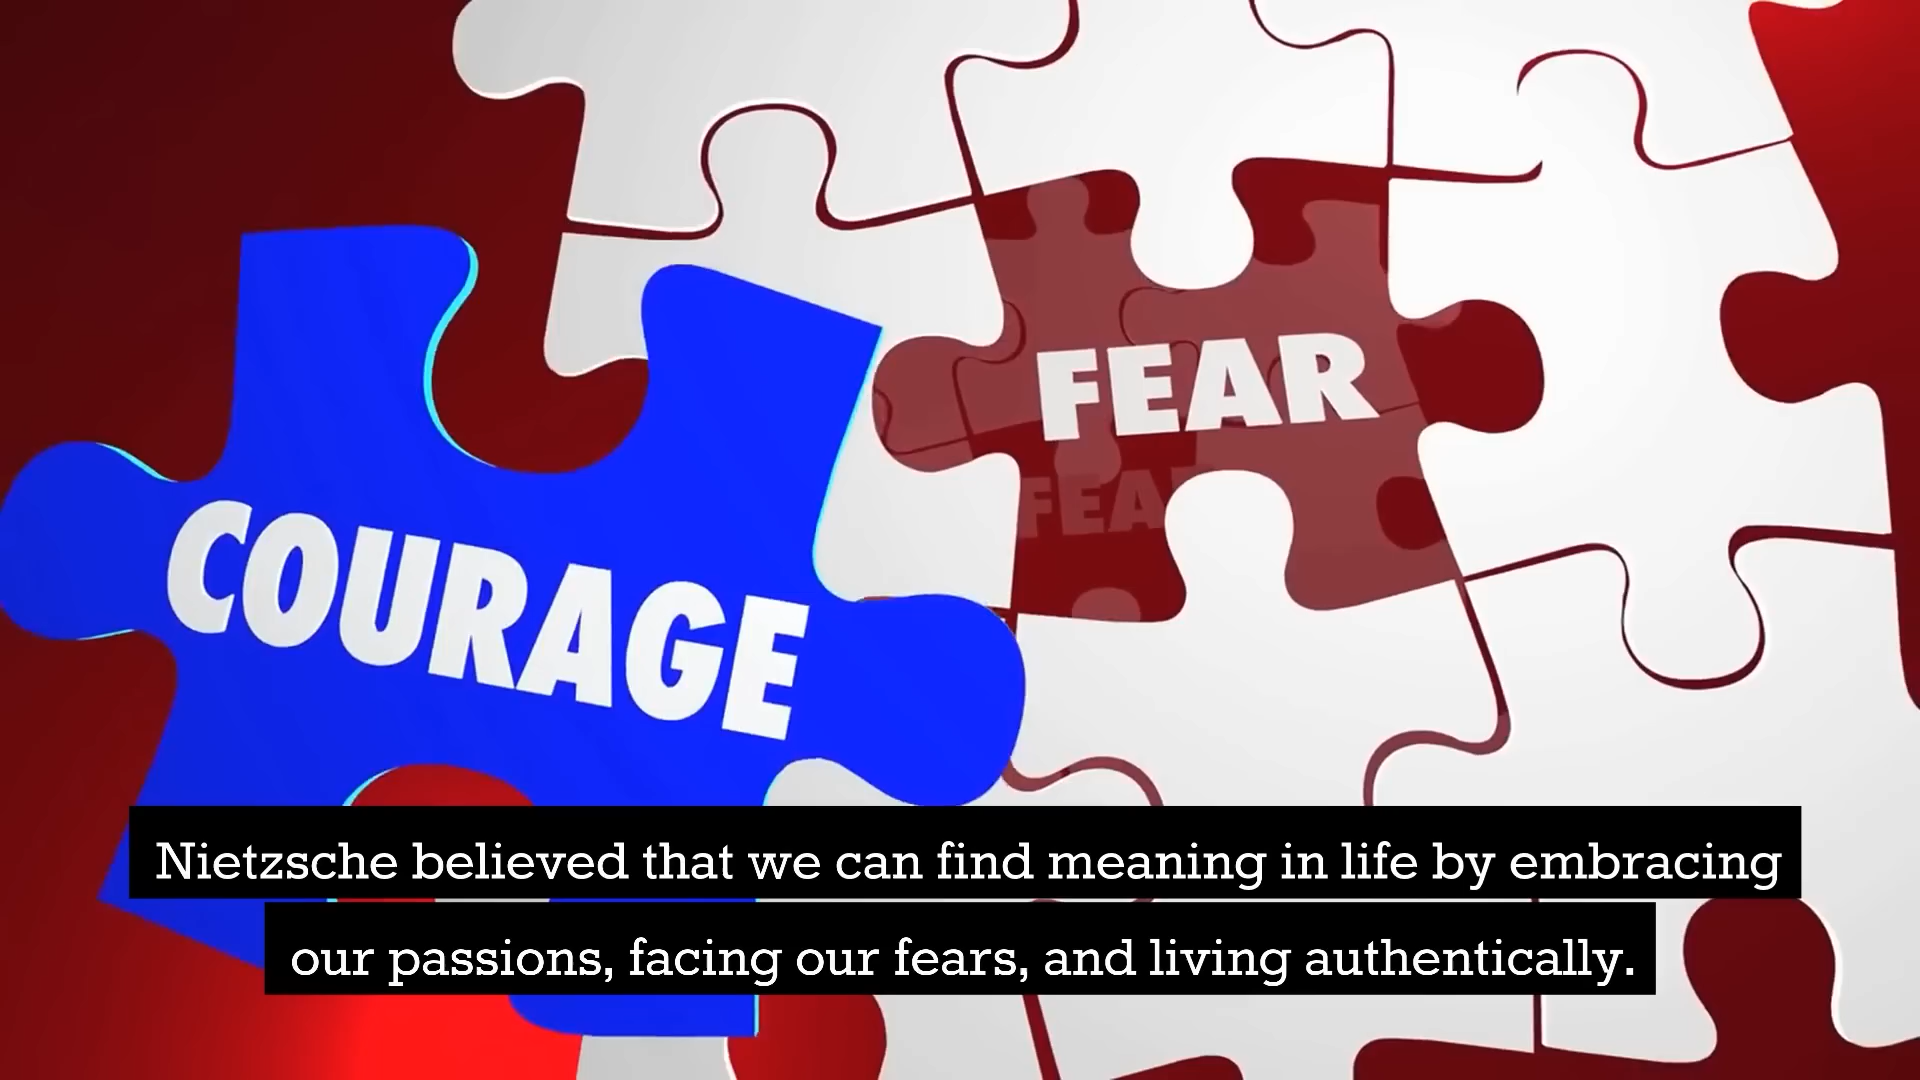 FEAR
FEA
COURAGE
Nietzsche believed that we can find meaning in life by embracing
our passions, facing our fears, and living authentically.